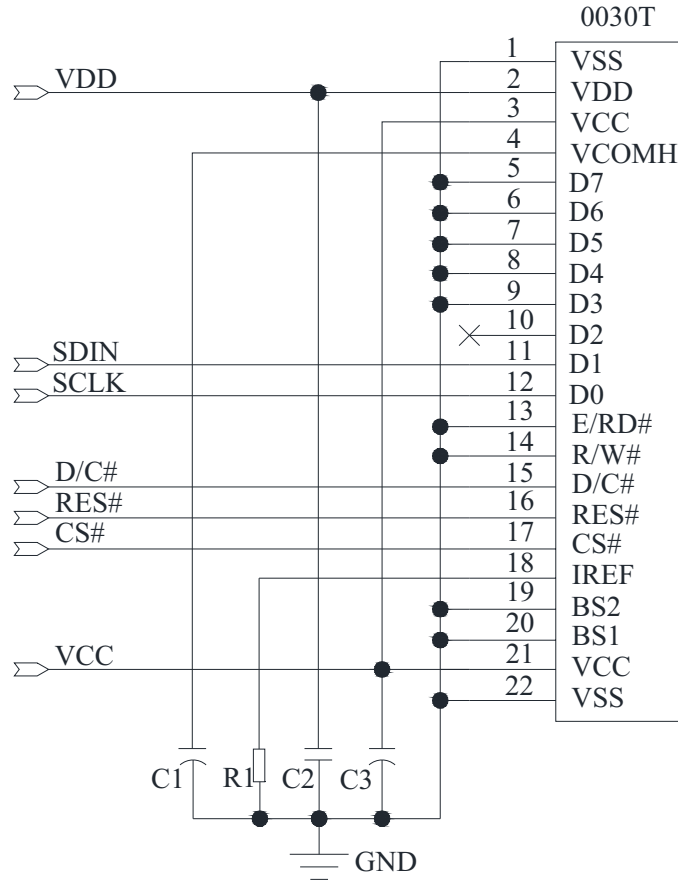 0030T
1 VSS
VDD 2 VDD
3 VCC
4 VCOMH
5 D7
6 D6
7 D5
8 D4
9 D3
10 D2
SDIN 11 D1
SCLK 12 D0
13 E/RD#
14 R/W#
D/C# 15 D/C#
RES# 16 RES#
CS# 17 CS#
18 IREF
19 BS2
20 BS1
VCC 21 VCC
22 VSS
C1 R1 C2 C3
GND